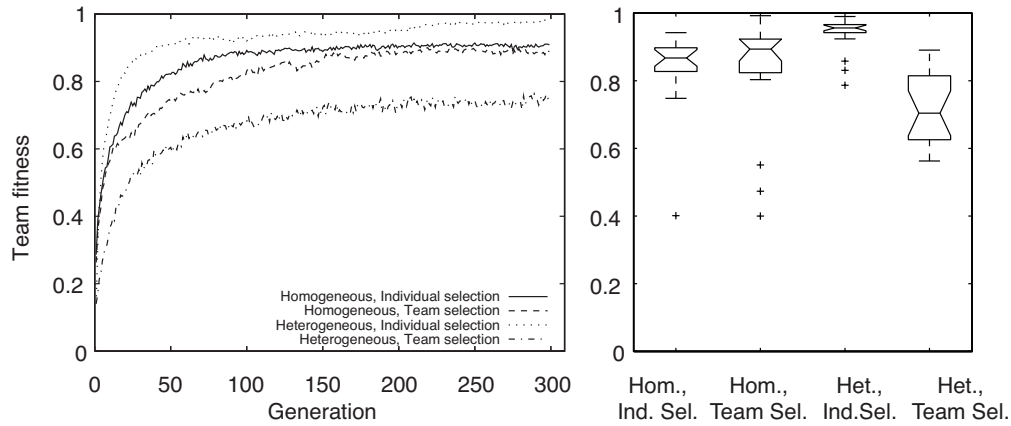 1
0.8
0.6
0.4
0.2
0
Team fitness
0 50 100 150 200 250 300
Generation
Homogeneous, Individual selection
Homogeneous, Team selection
Heterogeneous, Individual selection
Heterogeneous, Team selection
1
0.8
0.6
0.4
0.2
0
Hom., Hom., Het., Het.,
Ind. Sel. Team Sel. Ind.Sel. Team Sel.